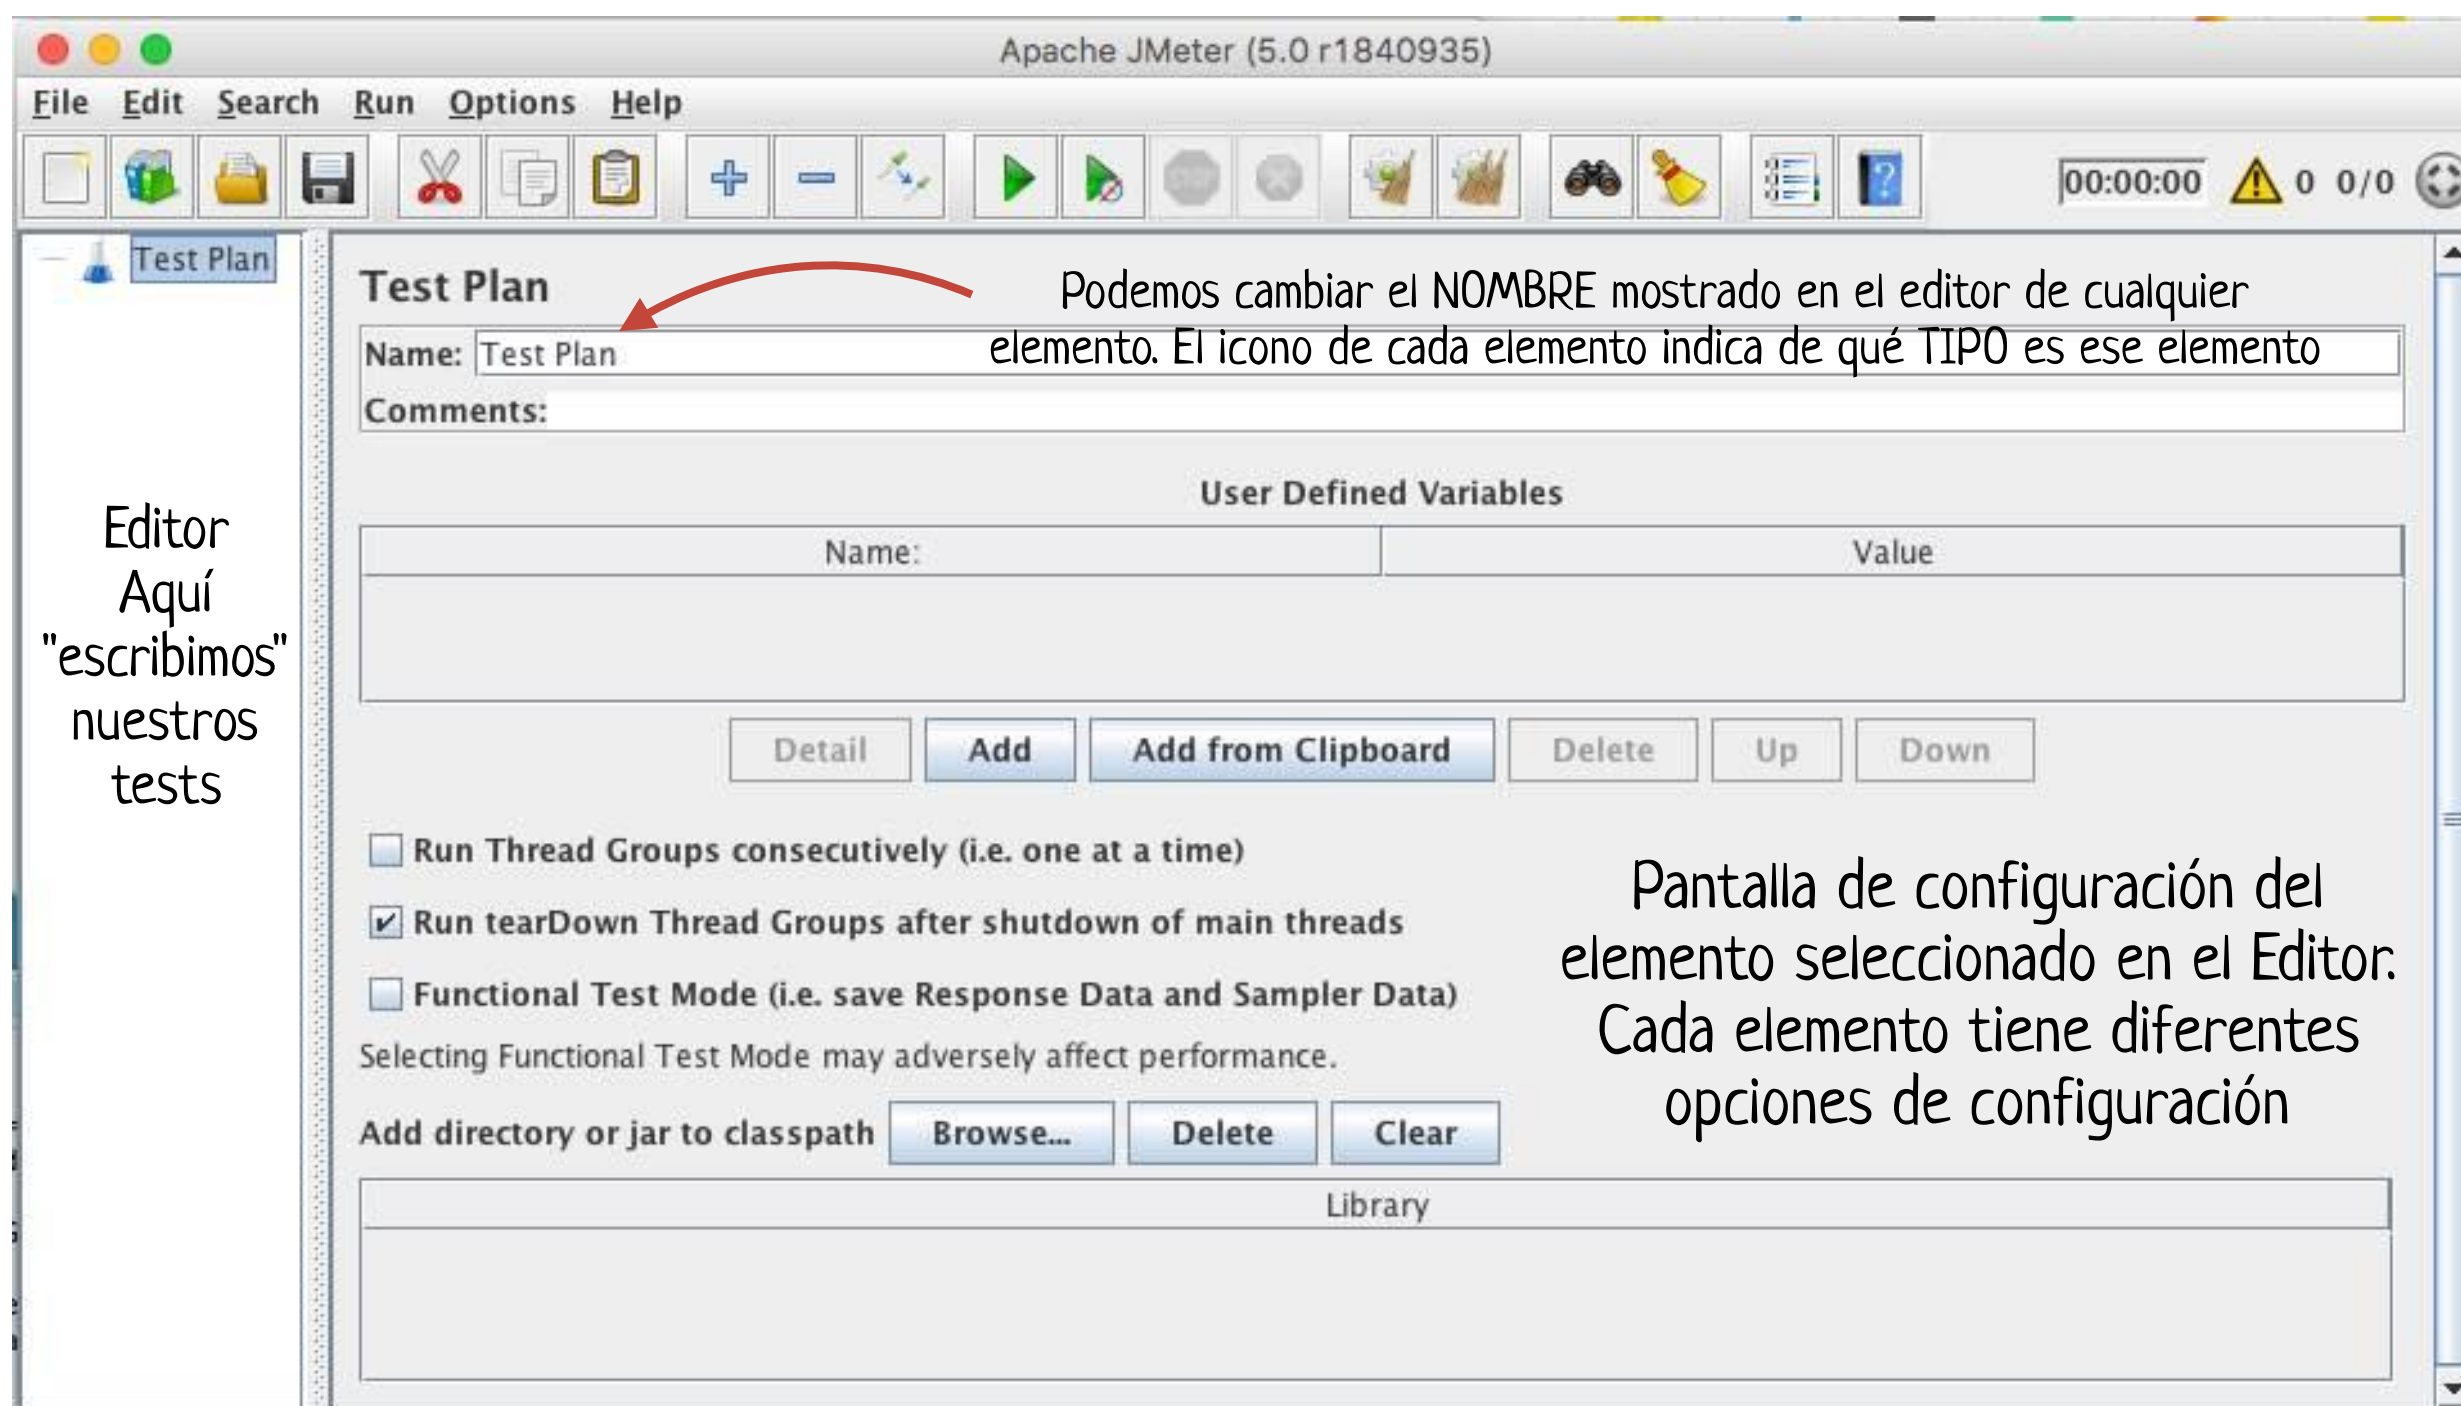 Apache JMeter (5.0 r1840935)
File Edit Search Run Options Help
00:00:00 0 0/0
Test Plan
Test Plan
Podemos cambiar el NOMBRE mostrado en el editor de cualquier
elemento. El icono de cada elemento indica de qué TIPO es ese elemento
Name: Test Plan
Comments:
User Defined Variables
Name: Value
Editor
Aquí
"escribimos"
nuestros
tests
Detail Add Add from Clipboard Delete Up Down
Run Thread Groups consecutively (i.e. one at a time)
Run tearDown Thread Groups after shutdown of main threads
Functional Test Mode (i.e. save Response Data and Sampler Data)
Selecting Functional Test Mode may adversely affect performance.
Pantalla de configuración del
elemento seleccionado en el Editor.
Cada elemento tiene diferentes
opciones de configuración
Add directory or jar to classpath Browse... Delete Clear
Library